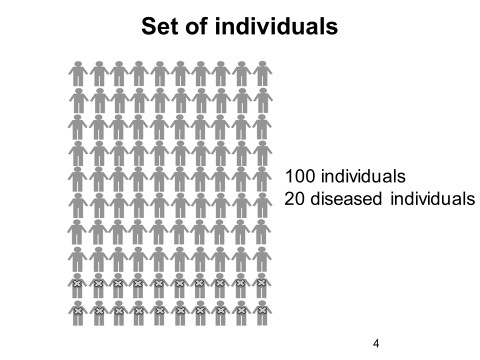 Set of individuals
100 individuals
20 diseased individuals
4